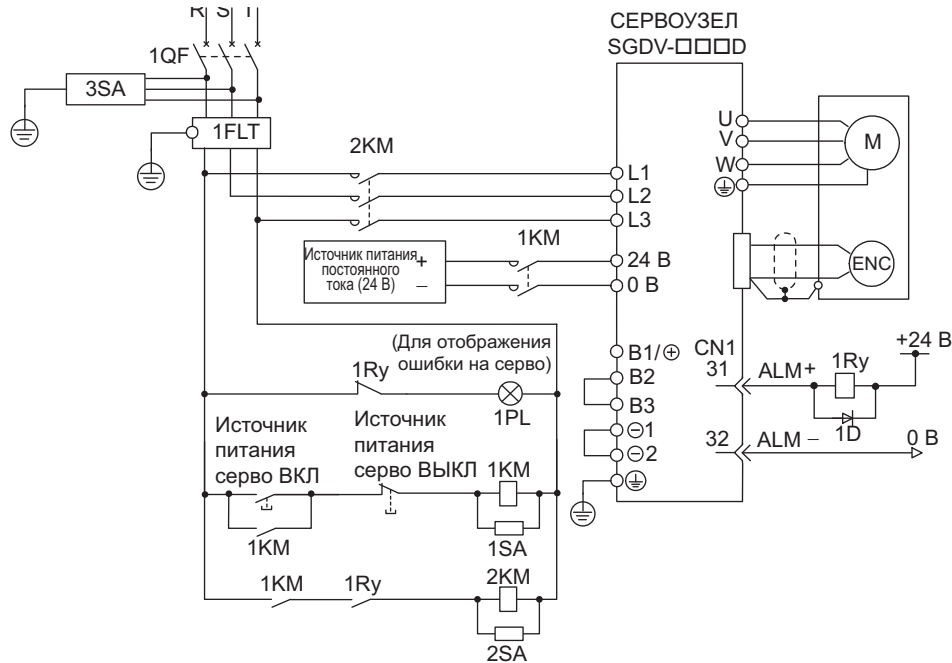 R S T
СЕРВОУЗЕЛ
SGDV-□□□D
1QF
3SA
1FLT
2KM
U
V
W
M
L1
L2
L3
1KM
Источник питания
постоянного
тока (24 В)
+
−
24 В
0 В
ENC
(Для отображения
ошибки на серво)
1Ry
1PL
B1/⊕
B2
B3
⊖1
⊖2
CN1
31
ALM+
1Ry
+24 В
1D
32
ALM −
0 В
Источник
питания
серво ВКЛ
Источник
питания
серво ВЫКЛ
1KM
1KM
1SA
1KM
1Ry
2KM
2SA